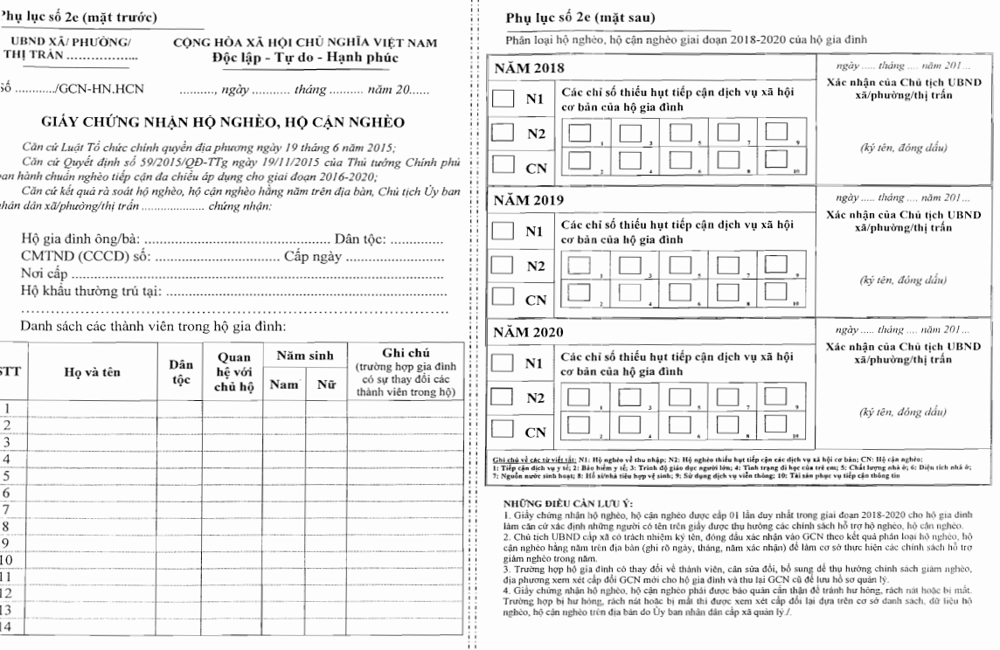 Phụ lục số 2e (mặt trước)
UBND XÃ/ PHƯỜNG/
THỊ TRẤN ....................
CỘNG HÒA XÃ HỘI CHỦ NGHĨA VIỆT NAM
Độc lập - Tự do - Hạnh phúc
Số ............/GCN-HN.HCN
.........., ngày ........... tháng .......... năm 20......
GIẤY CHỨNG NHẬN HỘ NGHÈO, HỘ CẬN NGHÈO
Căn cứ Luật Tổ chức chính quyền địa phương ngày 19 tháng 6 năm 2015;
Căn cứ Quyết định số 59/2015/QĐ-TTg ngày 19/11/2015 của Thủ tướng Chính phủ
ban hành chuẩn nghèo tiếp cận đa chiều áp dụng cho giai đoạn 2016-2020;
Căn cứ kết quả rà soát hộ nghèo, hộ cận nghèo hằng năm trên địa bàn, Chủ tịch Ủy ban
nhân dân xã/phường/thị trấn .................... chứng nhận:
Hộ gia đình ông/bà: ................................................ Dân tộc: ..............
CMTND (CCCD) số: ................................ Cấp ngày .........................
Nơi cấp ................................................................................................
Hộ khẩu thường trú tại: ........................................................................
................................................................................................
Danh sách các thành viên trong hộ gia đình:
STT
Họ và tên
Dân tộc
Quan hệ với chủ hộ
Năm sinh
Nam
Nữ
Ghi chú
(trường hợp gia đình
có sự thay đổi các
thành viên trong hộ)
1
2
3
4
5
6
7
8
9
10
11
12
13
14
Phụ lục số 2e (mặt sau)
Phân loại hộ nghèo, hộ cận nghèo giai đoạn 2018-2020 của hộ gia đình
NĂM 2018
N1
N2
CN
Các chỉ số thiếu hụt tiếp cận dịch vụ xã hội
cơ bản của hộ gia đình
1 3 5 7 9
2 4 6 8 10
ngày ..... tháng .... năm 201...
Xác nhận của Chủ tịch UBND
xã/phường/thị trấn
(ký tên, đóng dấu)
NĂM 2019
N1
N2
CN
Các chỉ số thiếu hụt tiếp cận dịch vụ xã hội
cơ bản của hộ gia đình
1 3 5 7 9
2 4 6 8 10
ngày ..... tháng .... năm 201...
Xác nhận của Chủ tịch UBND
xã/phường/thị trấn
(ký tên, đóng dấu)
NĂM 2020
N1
N2
CN
Các chỉ số thiếu hụt tiếp cận dịch vụ xã hội
cơ bản của hộ gia đình
1 3 5 7 9
2 4 6 8 10
ngày ..... tháng .... năm 201...
Xác nhận của Chủ tịch UBND
xã/phường/thị trấn
(ký tên, đóng dấu)
Ghi chú về các từ viết tắt: N1: Hộ nghèo về thu nhập; N2: Hộ nghèo thiếu hụt tiếp cận các dịch vụ xã hội cơ bản; CN: Hộ cận nghèo;
1: Tiếp cận dịch vụ y tế; 2: Bảo hiểm y tế; 3: Trình độ giáo dục người lớn; 4: Tình trạng đi học của trẻ em; 5: Chất lượng nhà ở; 6: Diện tích nhà ở;
7: Nguồn nước sinh hoạt; 8: Hố xí/nhà tiêu hợp vệ sinh; 9: Sử dụng dịch vụ viễn thông; 10: Tài sản phục vụ tiếp cận thông tin
NHỮNG ĐIỀU CẦN LƯU Ý:
1. Giấy chứng nhận hộ nghèo, hộ cận nghèo được cấp 01 lần duy nhất trong giai đoạn 2018-2020 cho hộ gia đình
làm căn cứ xác định những người có tên trên giấy được thụ hưởng các chính sách hỗ trợ hộ nghèo, hộ cận nghèo.
2. Chủ tịch UBND cấp xã có trách nhiệm ký tên, đóng dấu xác nhận vào GCN theo kết quả phân loại hộ nghèo, hộ
cận nghèo hằng năm trên địa bàn (ghi rõ ngày, tháng, năm xác nhận) để làm cơ sở thực hiện các chính sách hỗ trợ
giảm nghèo trong năm.
3. Trường hợp hộ gia đình có thay đổi về thành viên, cần sửa đổi, bổ sung để thụ hưởng chính sách giảm nghèo,
địa phương xem xét cấp đổi GCN mới cho hộ gia đình và thu lại GCN cũ để lưu hồ sơ quản lý.
4. Giấy chứng nhận hộ nghèo, hộ cận nghèo phải được bảo quản cẩn thận để tránh hư hỏng, rách nát hoặc bị mất.
Trường hợp bị hư hỏng, rách nát hoặc bị mất thì được xem xét cấp đổi lại dựa trên cơ sở danh sách, dữ liệu hộ
nghèo, hộ cận nghèo trên địa bàn do Ủy ban nhân dân cấp xã quản lý./.